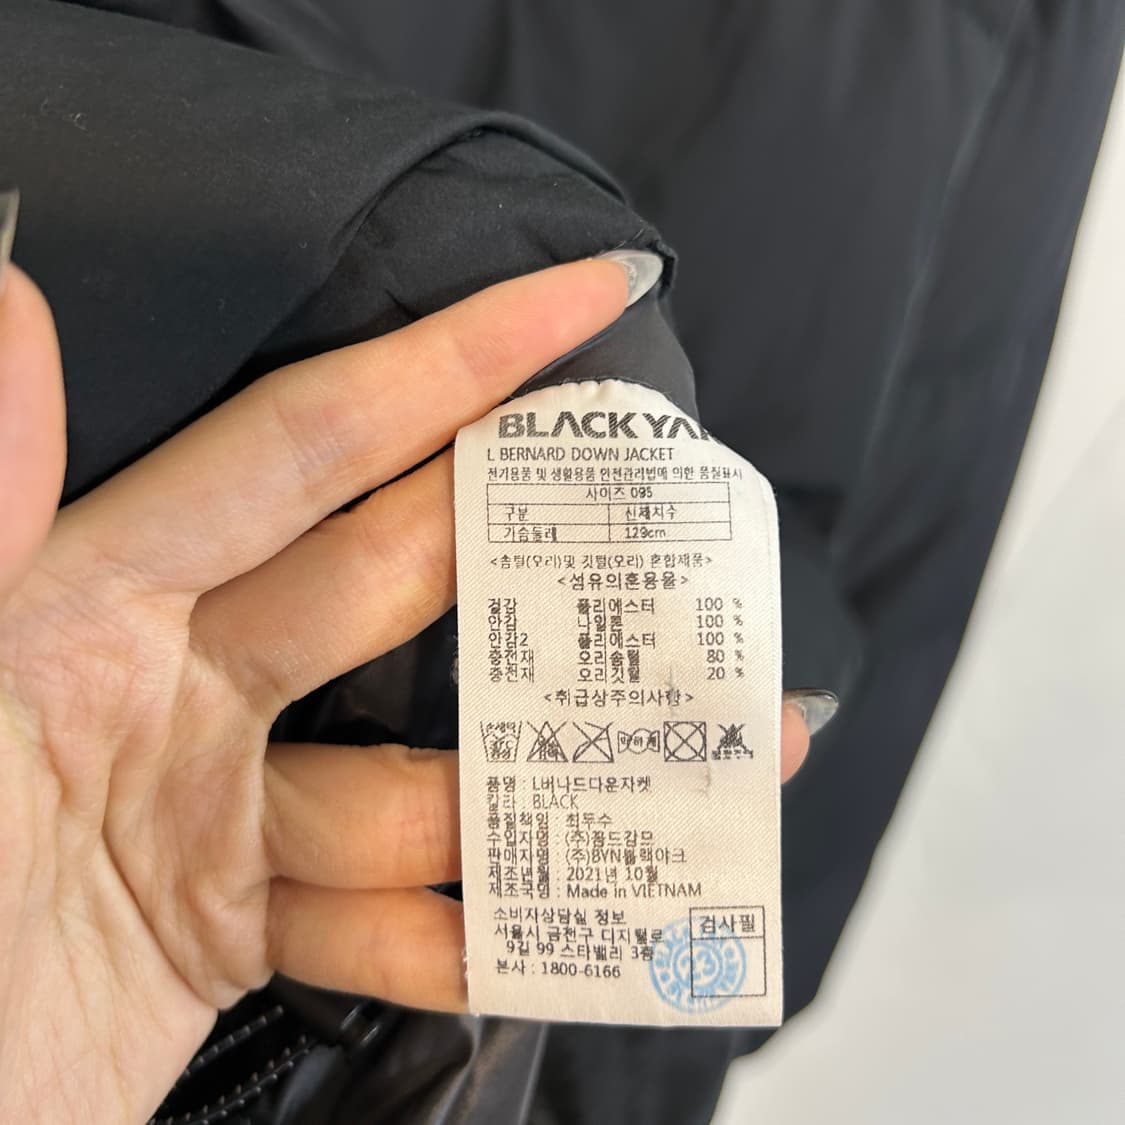 BLACK YAK
L BERNARD DOWN JACKET
전기용품 및 생활용품 안전관리법에 의한 품질표시
사이즈 095
구분 신체치수
가슴둘레 129cm
<솜털(오리)및 깃털(오리) 혼합제품>
<섬유의혼용율>
겉감 폴리에스터 100 %
안감 나일론 100 %
안감2 폴리에스터 100 %
충전재 오리솜털 80 %
충전재 오리깃털 20 %
<취급상주의사항>
손세탁
약하게
품명 : L버나드다운자켓
칼라 : BLACK
품질책임 : 최두수
수입자명 :
판매자명 : (주)BYN블랙야크
제조년월 : 2021년 10월
제조국명 : Made in VIETNAM
소비자상담실 정보
서울시 금천구 디지털로
9길 99 스타밸리 3층
본사 : 1800-6166
검사필
23